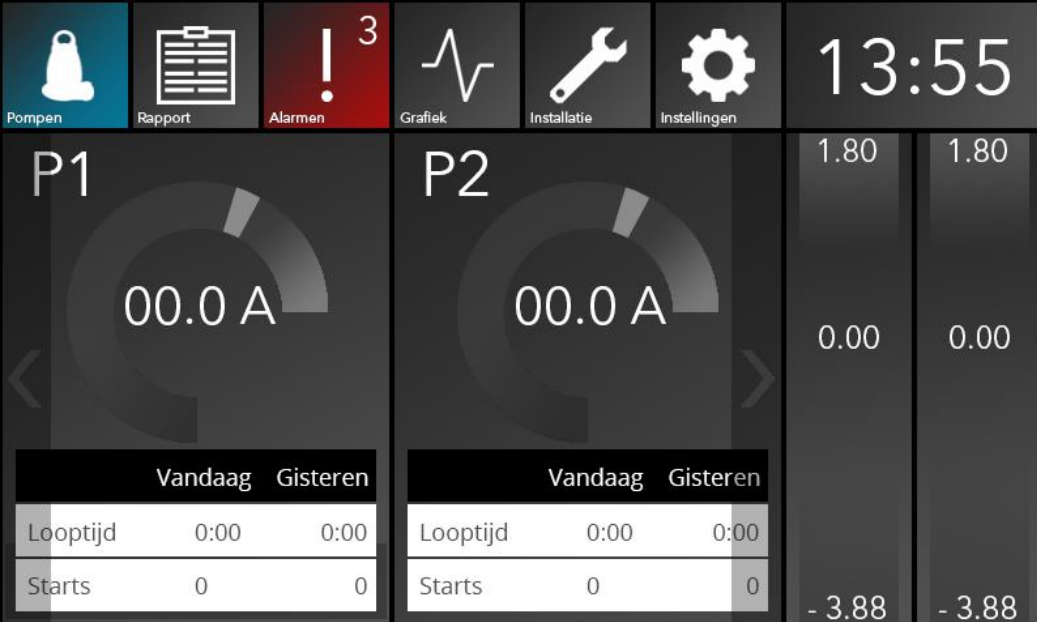 3
13:55
Pompen
Rapport
Alarmen
Grafiek
Installatie
Instellingen
P1
00.0 A
Vandaag Gisteren
Looptijd 0:00 0:00
Starts 0 0
P2
00.0 A
Vandaag Gisteren
Looptijd 0:00 0:00
Starts 0 0
1.80 1.80
0.00 0.00
- 3.88 - 3.88